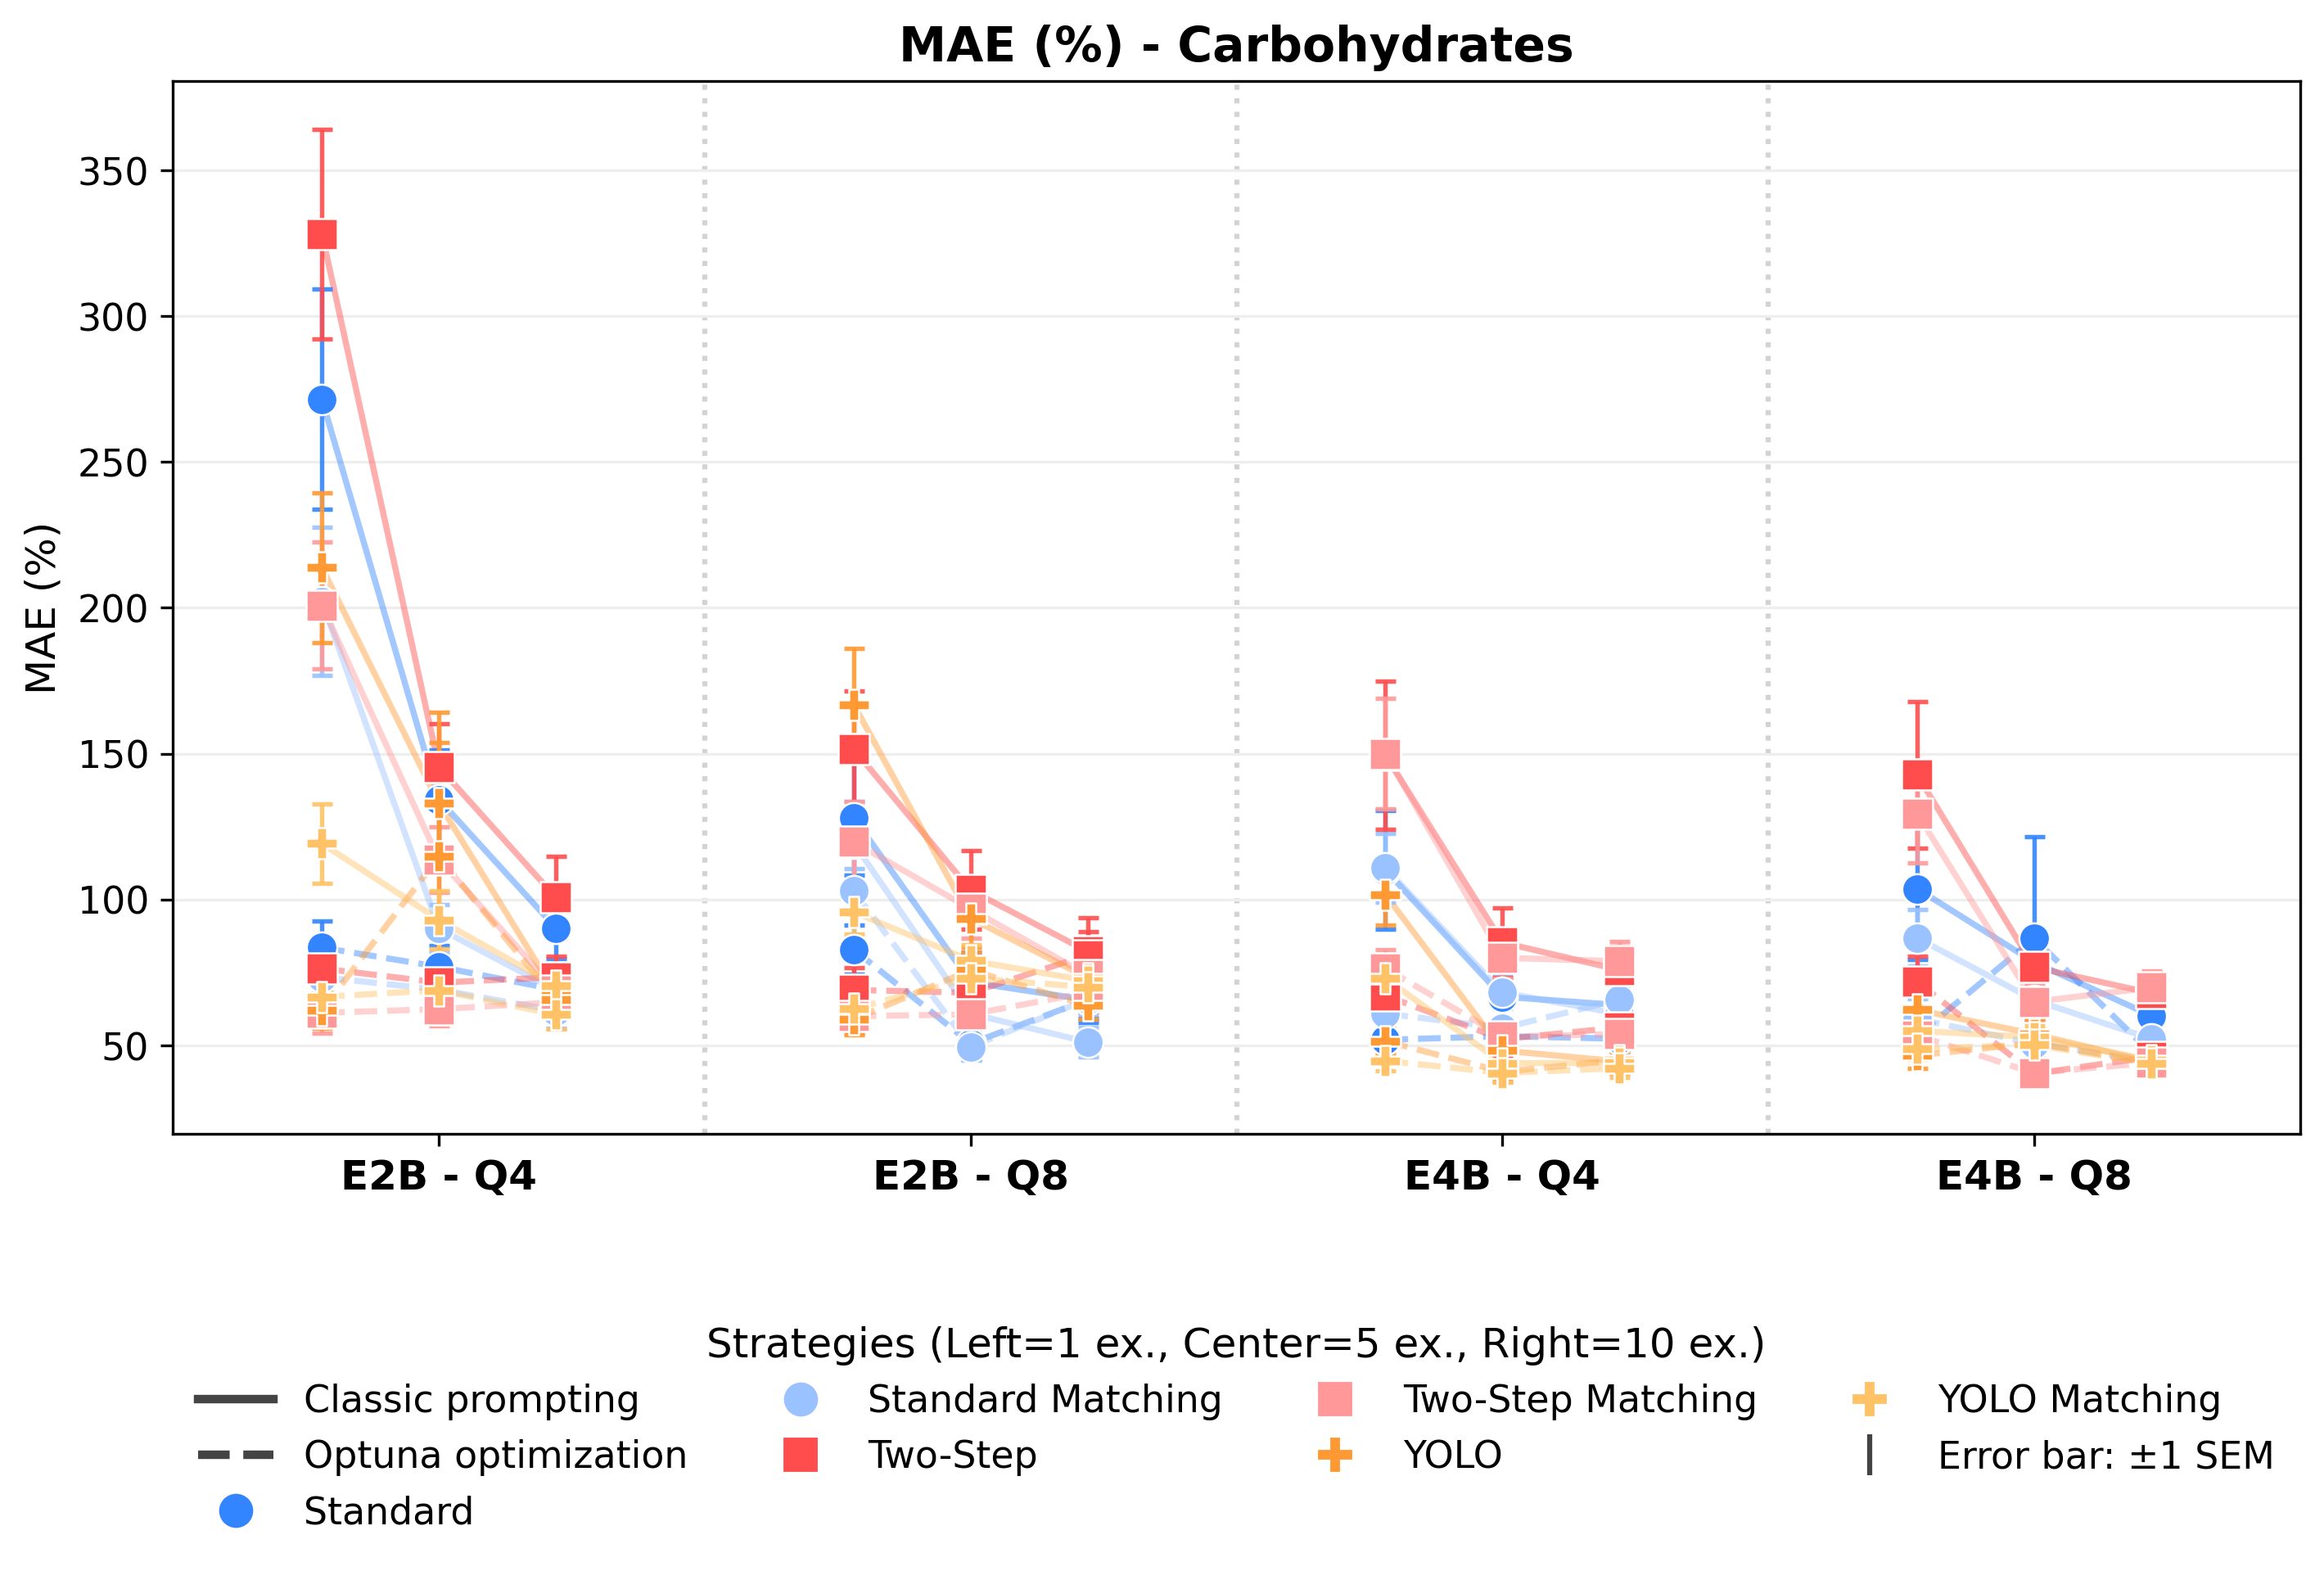 MAE (%) - Carbohydrates
MAE (%)
350
300
250
200
150
100
50
E2B - Q4
E2B - Q8
E4B - Q4
E4B - Q8
Strategies (Left=1 ex., Center=5 ex., Right=10 ex.)
Classic prompting
Optuna optimization
Standard
Standard Matching
Two-Step
Two-Step Matching
YOLO
YOLO Matching
Error bar: ±1 SEM